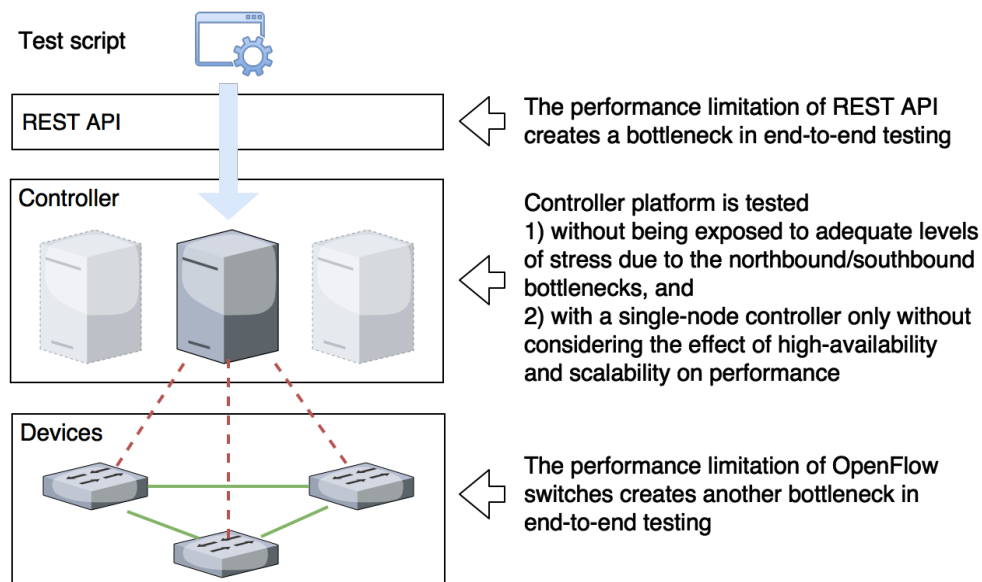 Test script
REST API
The performance limitation of REST API
creates a bottleneck in end-to-end testing
Controller
Controller platform is tested
1) without being exposed to adequate levels
of stress due to the northbound/southbound
bottlenecks, and
2) with a single-node controller only without
considering the effect of high-availability
and scalability on performance
Devices
The performance limitation of OpenFlow
switches creates another bottleneck in
end-to-end testing